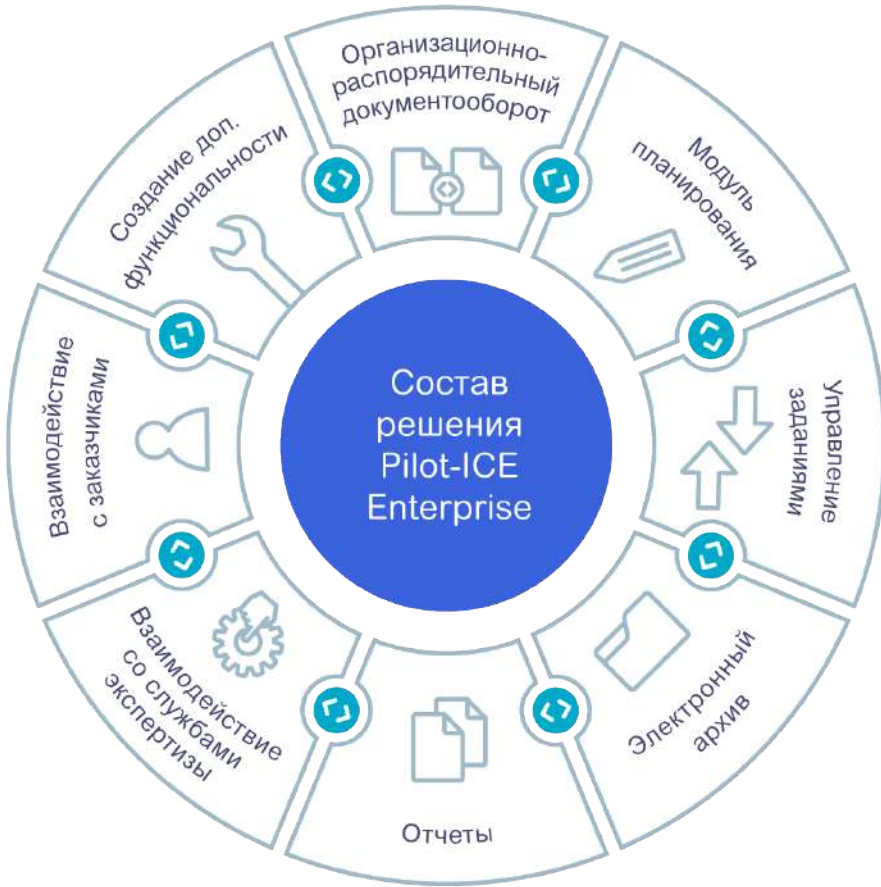 Организационно-
распорядительный
документооборот
Модуль
планирования
Управление
заданиями
Электронный
архив
Отчеты
Взаимодействие
со службами
экспертизы
Взаимодействие
с заказчиками
Создание доп.
функциональности
Состав
решения
Pilot-ICE
Enterprise